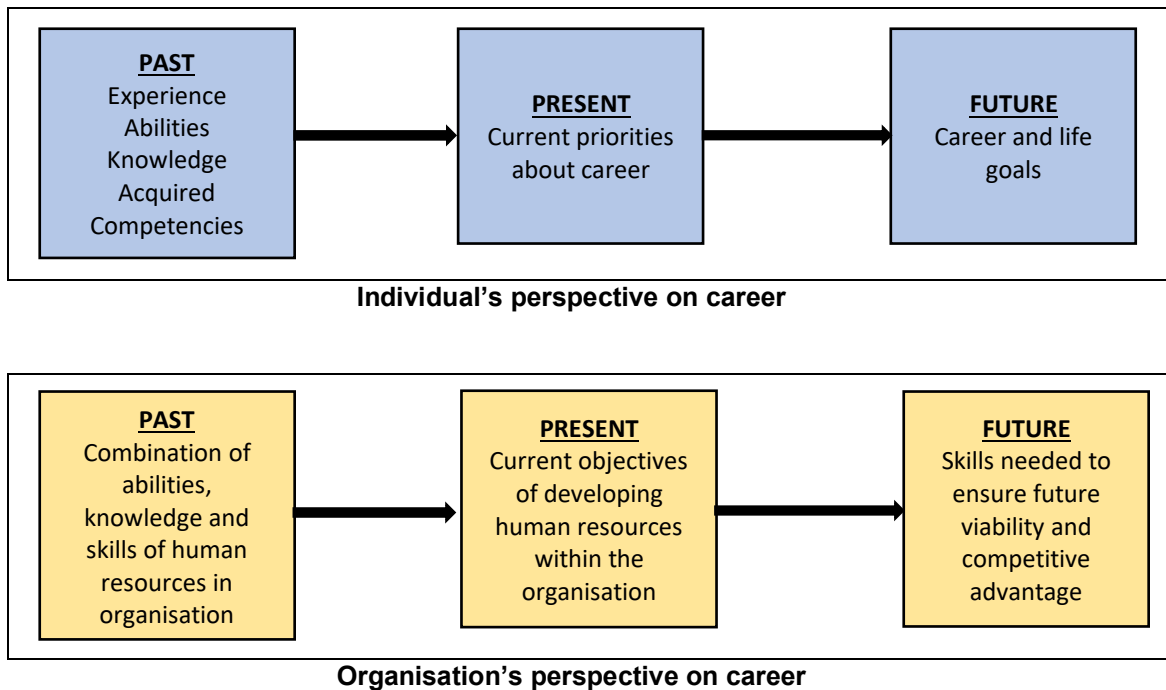 PAST
Experience
Abilities
Knowledge
Acquired
Competencies
PRESENT
Current priorities
about career
FUTURE
Career and life
goals
Individual’s perspective on career
PAST
Combination of
abilities,
knowledge and
skills of human
resources in
organisation
PRESENT
Current objectives
of developing
human resources
within the
organisation
FUTURE
Skills needed to
ensure future
viability and
competitive
advantage
Organisation’s perspective on career